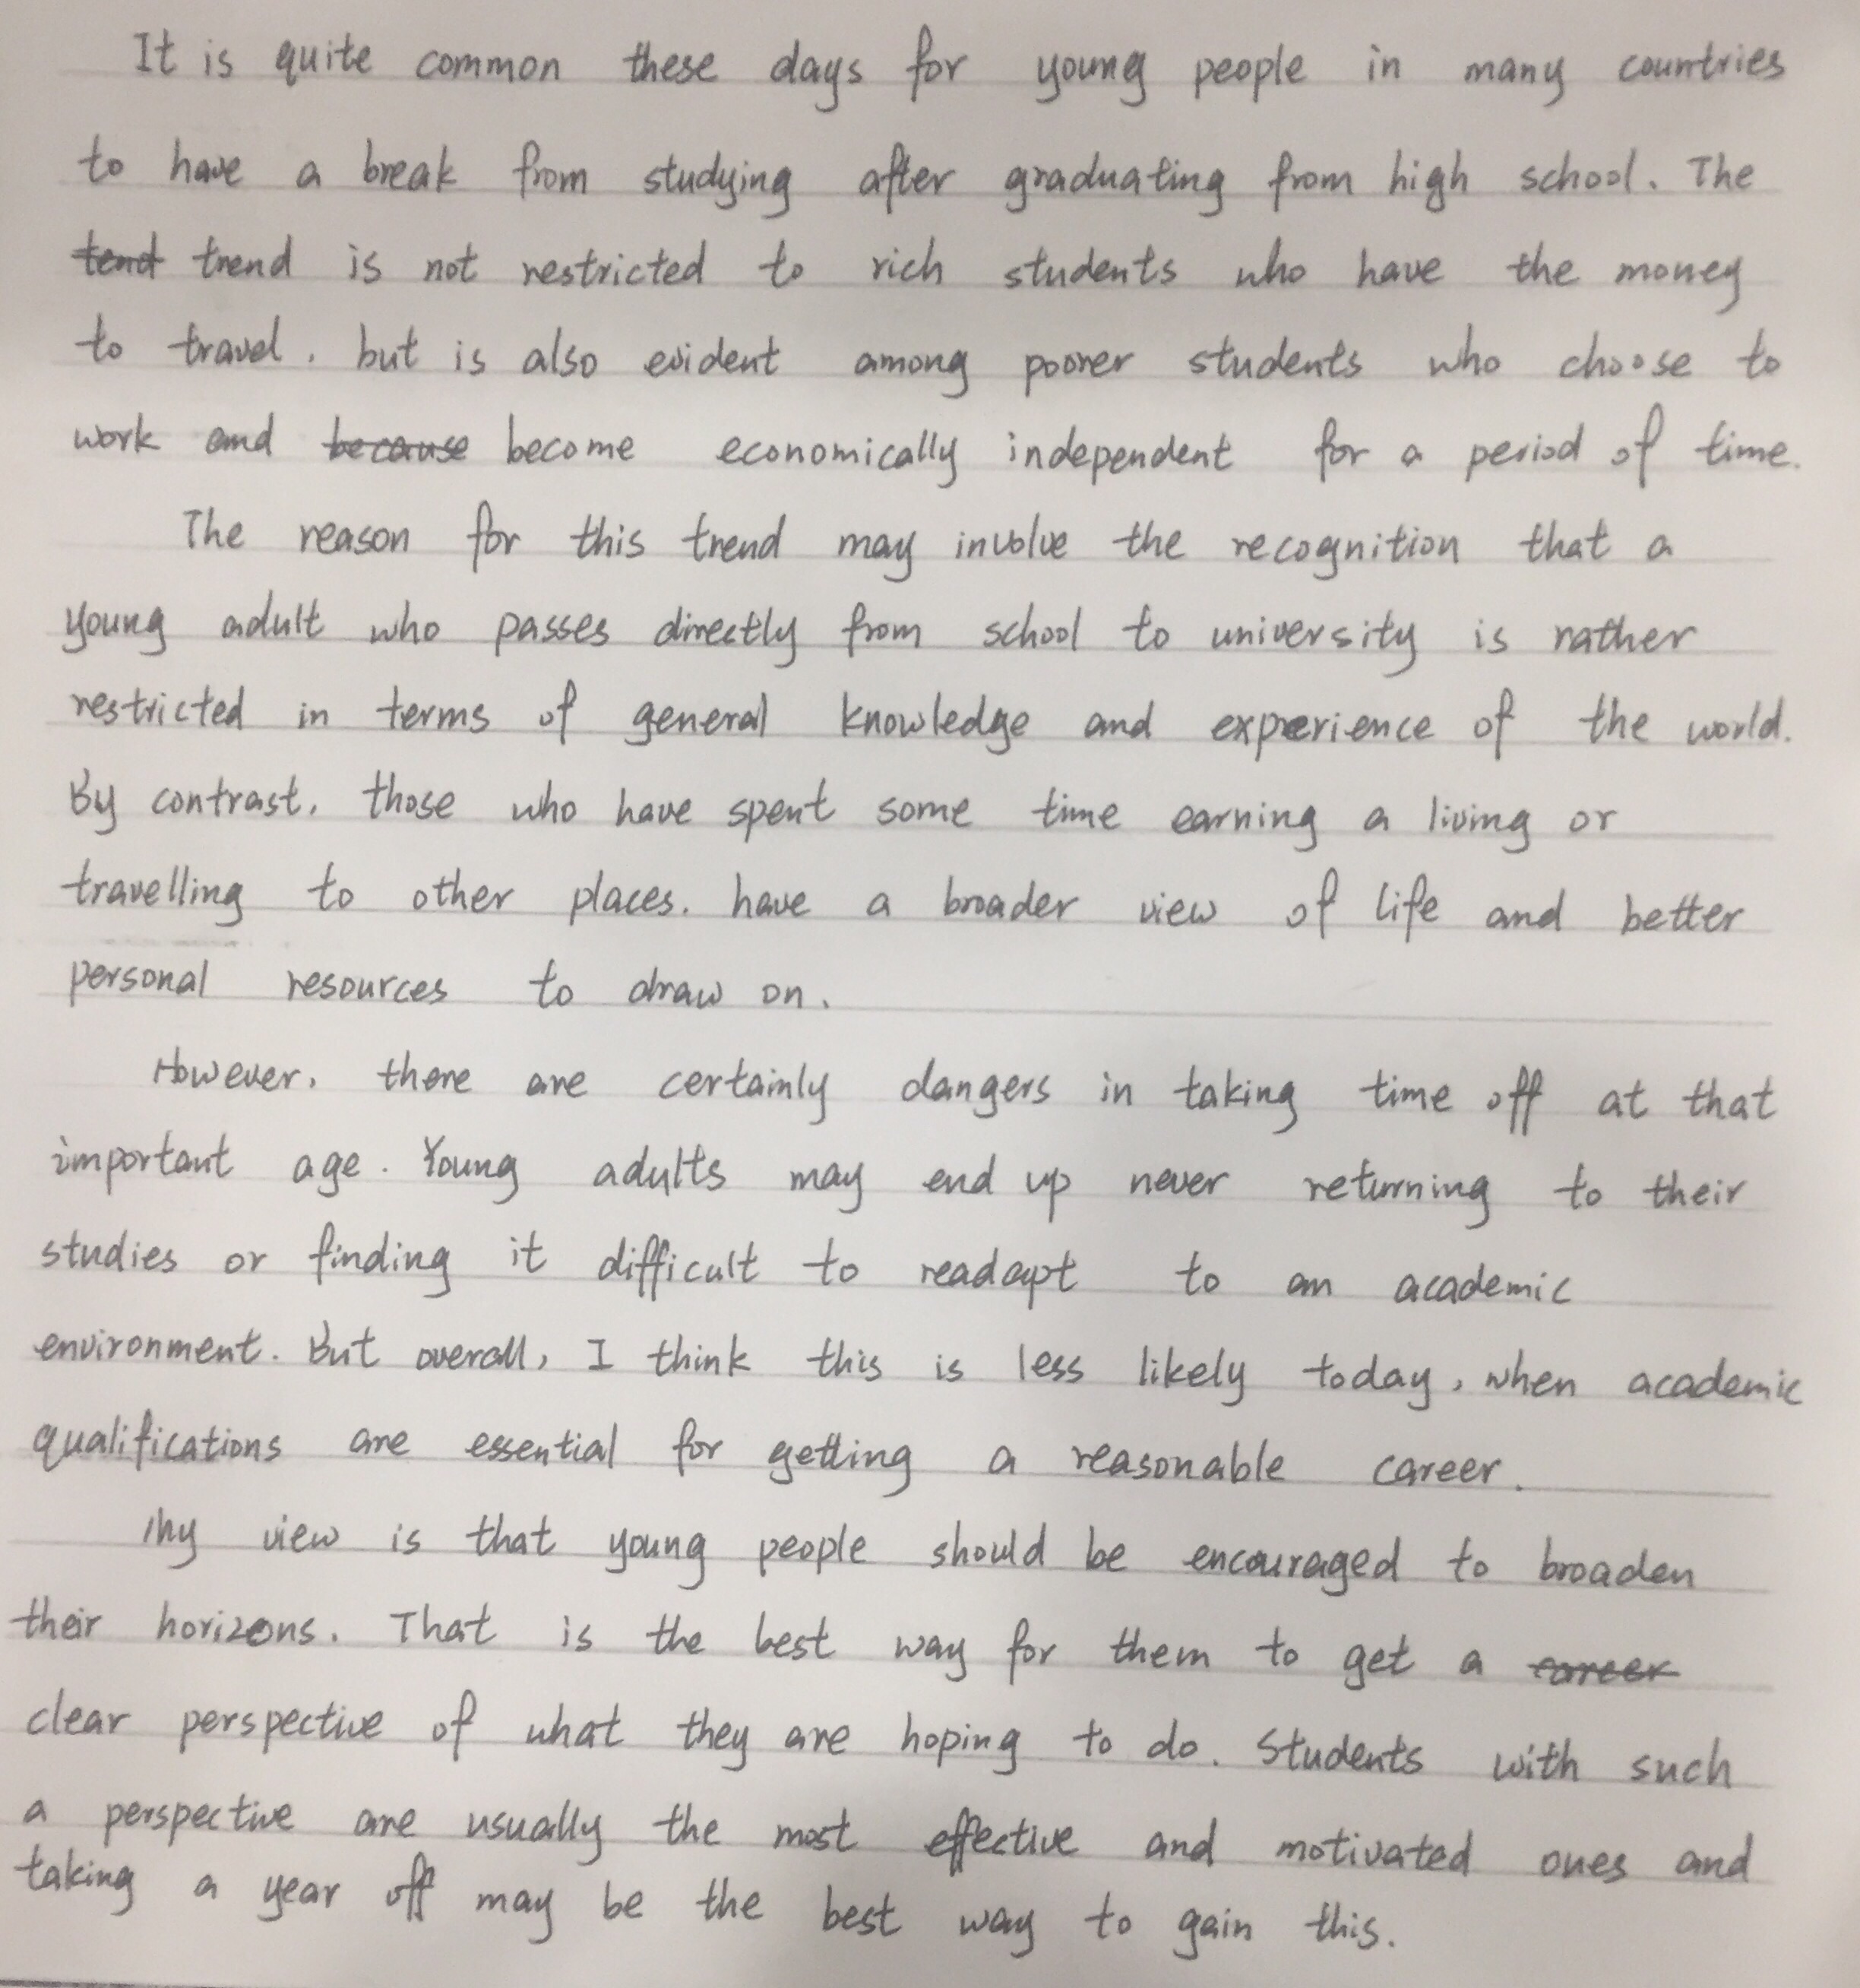 It is quite common these days for young people in many countries
to have a break from studying after graduating from high school. The
tend trend is not restricted to rich students who have the money
to travel, but is also evident among poorer students who choose to
work and because become economically independent for a period of time.
The reason for this trend may involve the recognition that a
young adult who passes directly from school to university is rather
restricted in terms of general knowledge and experience of the world.
By contrast, those who have spent some time earning a living or
travelling to other places, have a broader view of life and better
personal resources to draw on.
However, there are certainly dangers in taking time off at that
important age. Young adults may end up never returning to their
studies or finding it difficult to readapt to an academic
environment. But overall, I think this is less likely today, when academic
qualifications are essential for getting a reasonable career.
My view is that young people should be encouraged to broaden
their horizons. That is the best way for them to get a career
clear perspective of what they are hoping to do. Students with such
a perspective are usually the most effective and motivated ones and
taking a year off may be the best way to gain this.